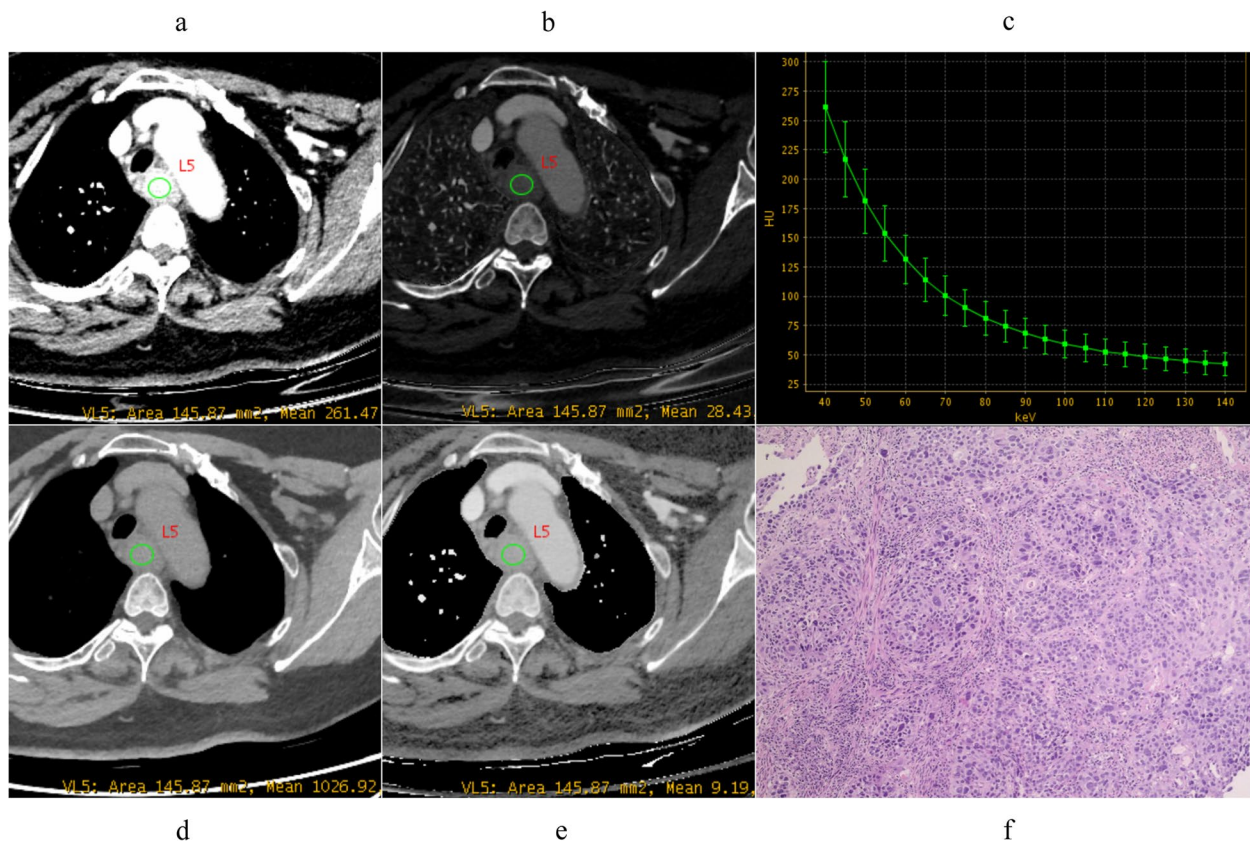 a b c
L5
VL5: Area 145.87 mm2, Mean 261.47
L5
VL5: Area 145.87 mm2, Mean 28.43
300
275
250
225
200
175
150
125
100
75
50
25
HU
40 50 60 70 80 90 100 110 120 130 140
keV
L5
VL5: Area 145.87 mm2, Mean 1026.92
L5
VL5: Area 145.87 mm2, Mean 9.19,
d e f